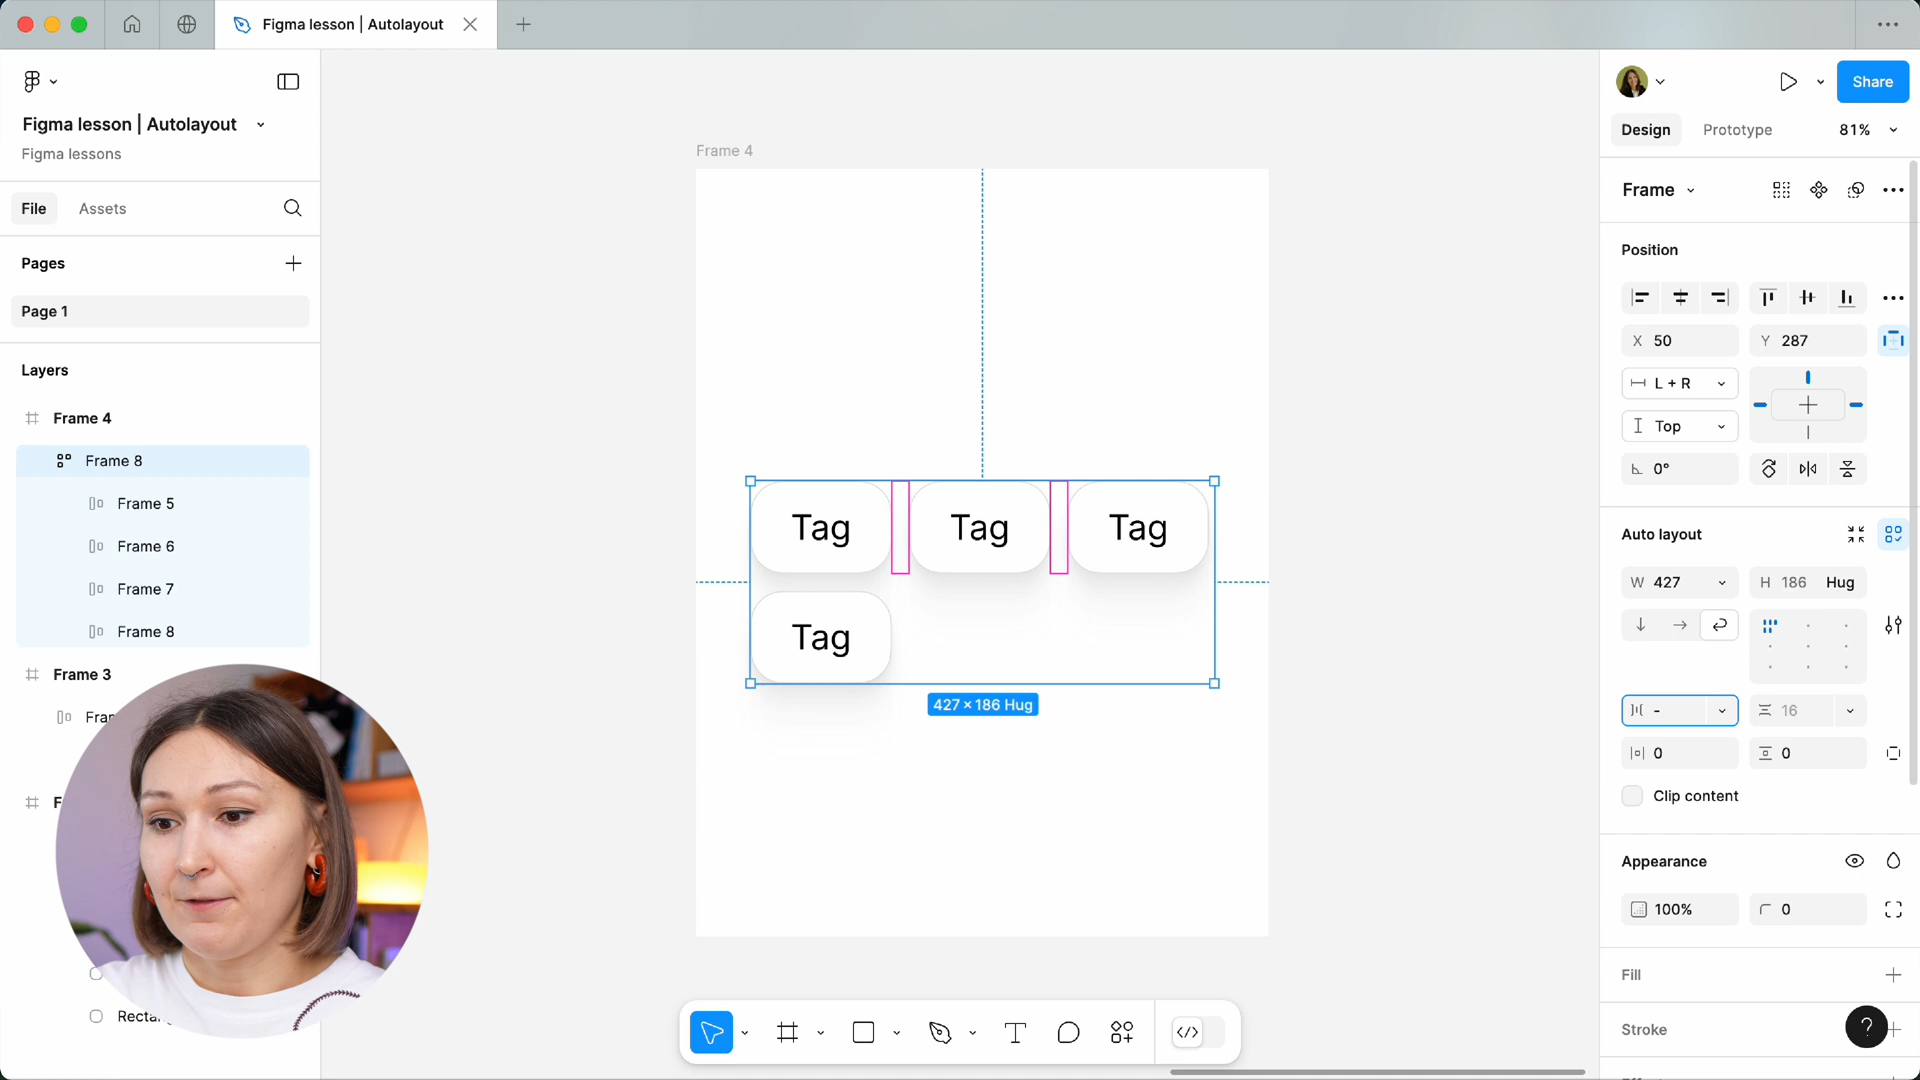 Figma lesson | Autolayout
Figma lesson | Autolayout
Figma lessons
File
Assets
Pages
Page 1
Layers
Frame 4
Frame 8
Frame 5
Frame 6
Frame 7
Frame 8
Frame 3
Fram
F
Recta
Frame 4
Tag
Tag
Tag
Tag
427 × 186 Hug
Share
Design
Prototype
81%
Frame
Position
X 50
Y 287
L + R
Top
0°
Auto layout
W 427
H 186 Hug
-
16
0
0
Clip content
Appearance
100%
0
Fill
Stroke
?